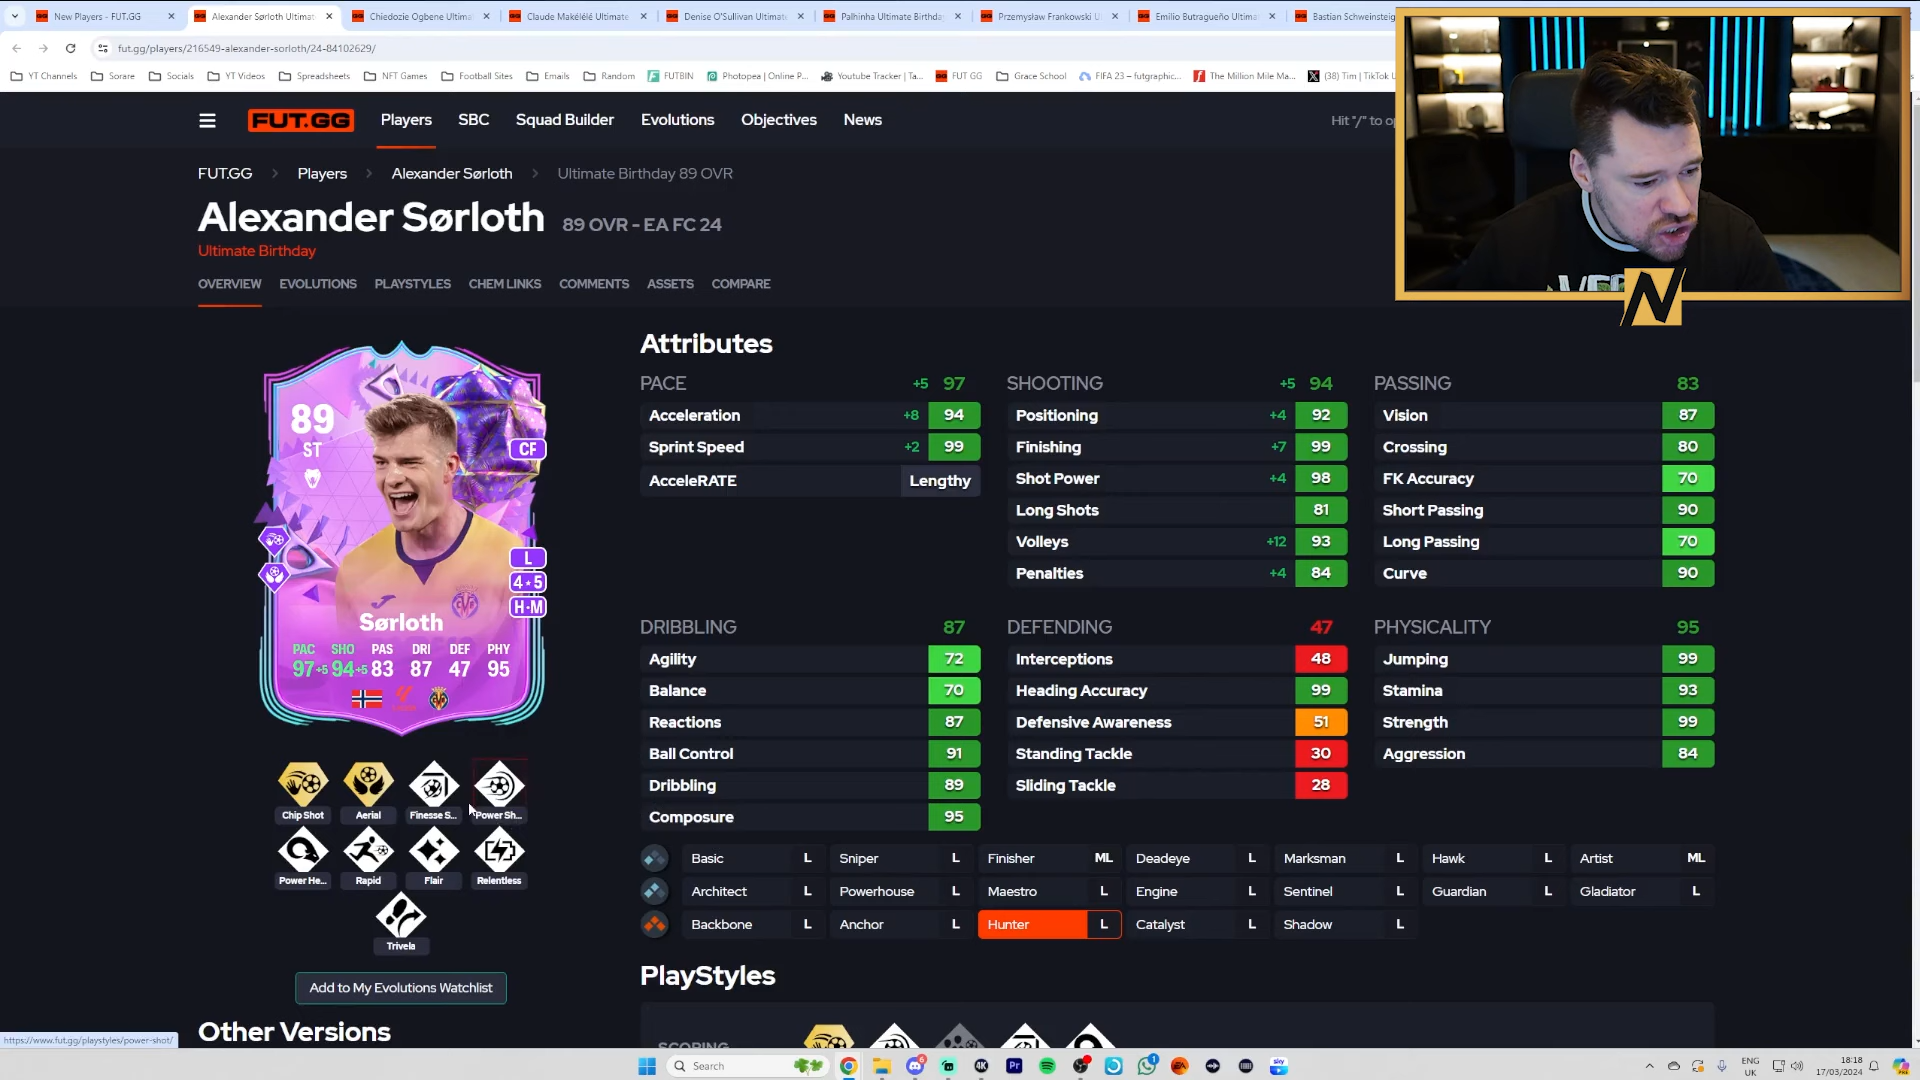 New Players - FUT.GG
Alexander Sørloth Ultimat
Chiedozie Ogbene Ultima
Claude Makélélé Ultimate
Denise O'Sullivan Ultimat
Palhinha Ultimate Birthda
Przemysław Frankowski U
Emilio Butragueño Ultima
Bastian Schweinsteig
fut.gg/players/216549-alexander-sorloth/24-84102629/
YT Channels
Sorare
Socials
YT Videos
Spreadsheets
NFT Games
Football Sites
Emails
Random
FUTBIN
Photopea | Online P...
Youtube Tracker | Ta...
FUT GG
Grace School
FIFA 23 – futgraphic...
The Million Mile Ma...
(38) Tim | TikTok L
FUT.GG
Players
SBC
Squad Builder
Evolutions
Objectives
News
Hit "/" to op
FUT.GG > Players > Alexander Sørloth > Ultimate Birthday 89 OVR
Alexander Sørloth 89 OVR - EA FC 24
Ultimate Birthday
OVERVIEW EVOLUTIONS PLAYSTYLES CHEM LINKS COMMENTS ASSETS COMPARE
N
89
ST
CF
L
4★5
H·M
Sørloth
PAC SHO PAS DRI DEF PHY
97+5 94+5 83 87 47 95
Chip Shot
Aerial
Finesse S...
Power Sh...
Power He...
Rapid
Flair
Relentless
Trivela
Add to My Evolutions Watchlist
Other Versions
Attributes
PACE +5 97
Acceleration +8 94
Sprint Speed +2 99
AcceleRATE Lengthy
SHOOTING +5 94
Positioning +4 92
Finishing +7 99
Shot Power +4 98
Long Shots 81
Volleys +12 93
Penalties +4 84
PASSING 83
Vision 87
Crossing 80
FK Accuracy 70
Short Passing 90
Long Passing 70
Curve 90
DRIBBLING 87
Agility 72
Balance 70
Reactions 87
Ball Control 91
Dribbling 89
Composure 95
DEFENDING 47
Interceptions 48
Heading Accuracy 99
Defensive Awareness 51
Standing Tackle 30
Sliding Tackle 28
PHYSICALITY 95
Jumping 99
Stamina 93
Strength 99
Aggression 84
Basic L Sniper L Finisher ML Deadeye L Marksman L Hawk L Artist ML
Architect L Powerhouse L Maestro L Engine L Sentinel L Guardian L Gladiator L
Backbone L Anchor L Hunter L Catalyst L Shadow L
PlayStyles
SCORING
https://www.fut.gg/playstyles/power-shot/
Search
ENG
UK
18:18
17/03/2024